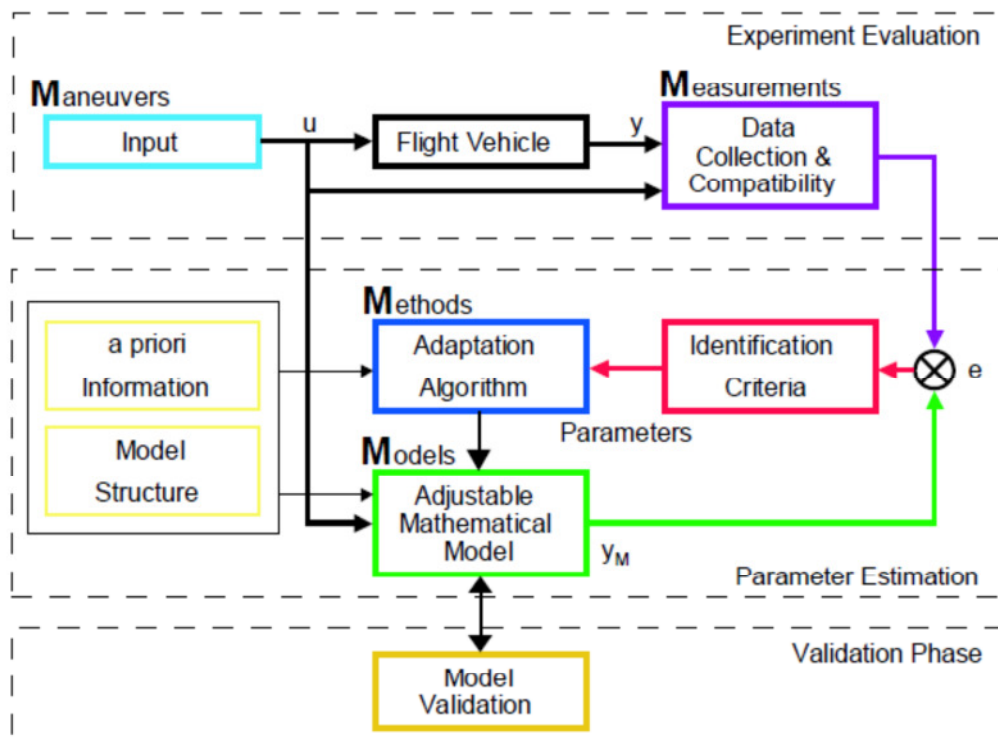 Experiment Evaluation
Maneuvers
Measurements
Input
u
Flight Vehicle
y
Data
Collection &
Compatibility
Methods
a priori
Information
Adaptation
Algorithm
Identification
Criteria
e
Parameters
Model
Structure
Models
Adjustable
Mathematical
Model
yM
Parameter Estimation
Validation Phase
Model
Validation